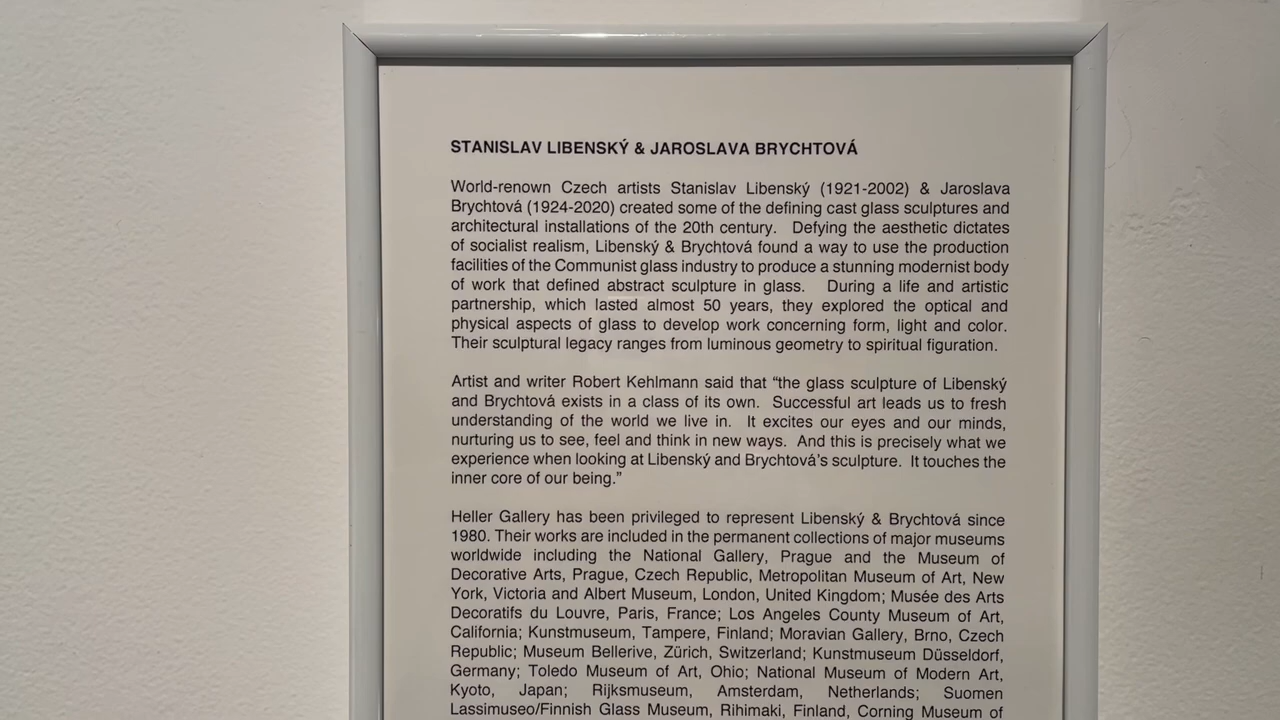 STANISLAV LIBENSKÝ & JAROSLAVA BRYCHTOVÁ
World-renown Czech artists Stanislav Libenský (1921-2002) & Jaroslava
Brychtová (1924-2020) created some of the defining cast glass sculptures and
architectural installations of the 20th century. Defying the aesthetic dictates
of socialist realism, Libenský & Brychtová found a way to use the production
facilities of the Communist glass industry to produce a stunning modernist body
of work that defined abstract sculpture in glass. During a life and artistic
partnership, which lasted almost 50 years, they explored the optical and
physical aspects of glass to develop work concerning form, light and color.
Their sculptural legacy ranges from luminous geometry to spiritual figuration.
Artist and writer Robert Kehlmann said that “the glass sculpture of Libenský
and Brychtová exists in a class of its own. Successful art leads us to fresh
understanding of the world we live in. It excites our eyes and our minds,
nurturing us to see, feel and think in new ways. And this is precisely what we
experience when looking at Libenský and Brychtová’s sculpture. It touches the
inner core of our being.”
Heller Gallery has been privileged to represent Libenský & Brychtová since
1980. Their works are included in the permanent collections of major museums
worldwide including the National Gallery, Prague and the Museum of
Decorative Arts, Prague, Czech Republic, Metropolitan Museum of Art, New
York, Victoria and Albert Museum, London, United Kingdom; Musée des Arts
Decoratifs du Louvre, Paris, France; Los Angeles County Museum of Art,
California; Kunstmuseum, Tampere, Finland; Moravian Gallery, Brno, Czech
Republic; Museum Bellerive, Zürich, Switzerland; Kunstmuseum Düsseldorf,
Germany; Toledo Museum of Art, Ohio; National Museum of Modern Art,
Kyoto, Japan; Rijksmuseum, Amsterdam, Netherlands; Suomen
Lassimuseo/Finnish Glass Museum, Rihimaki, Finland, Corning Museum of